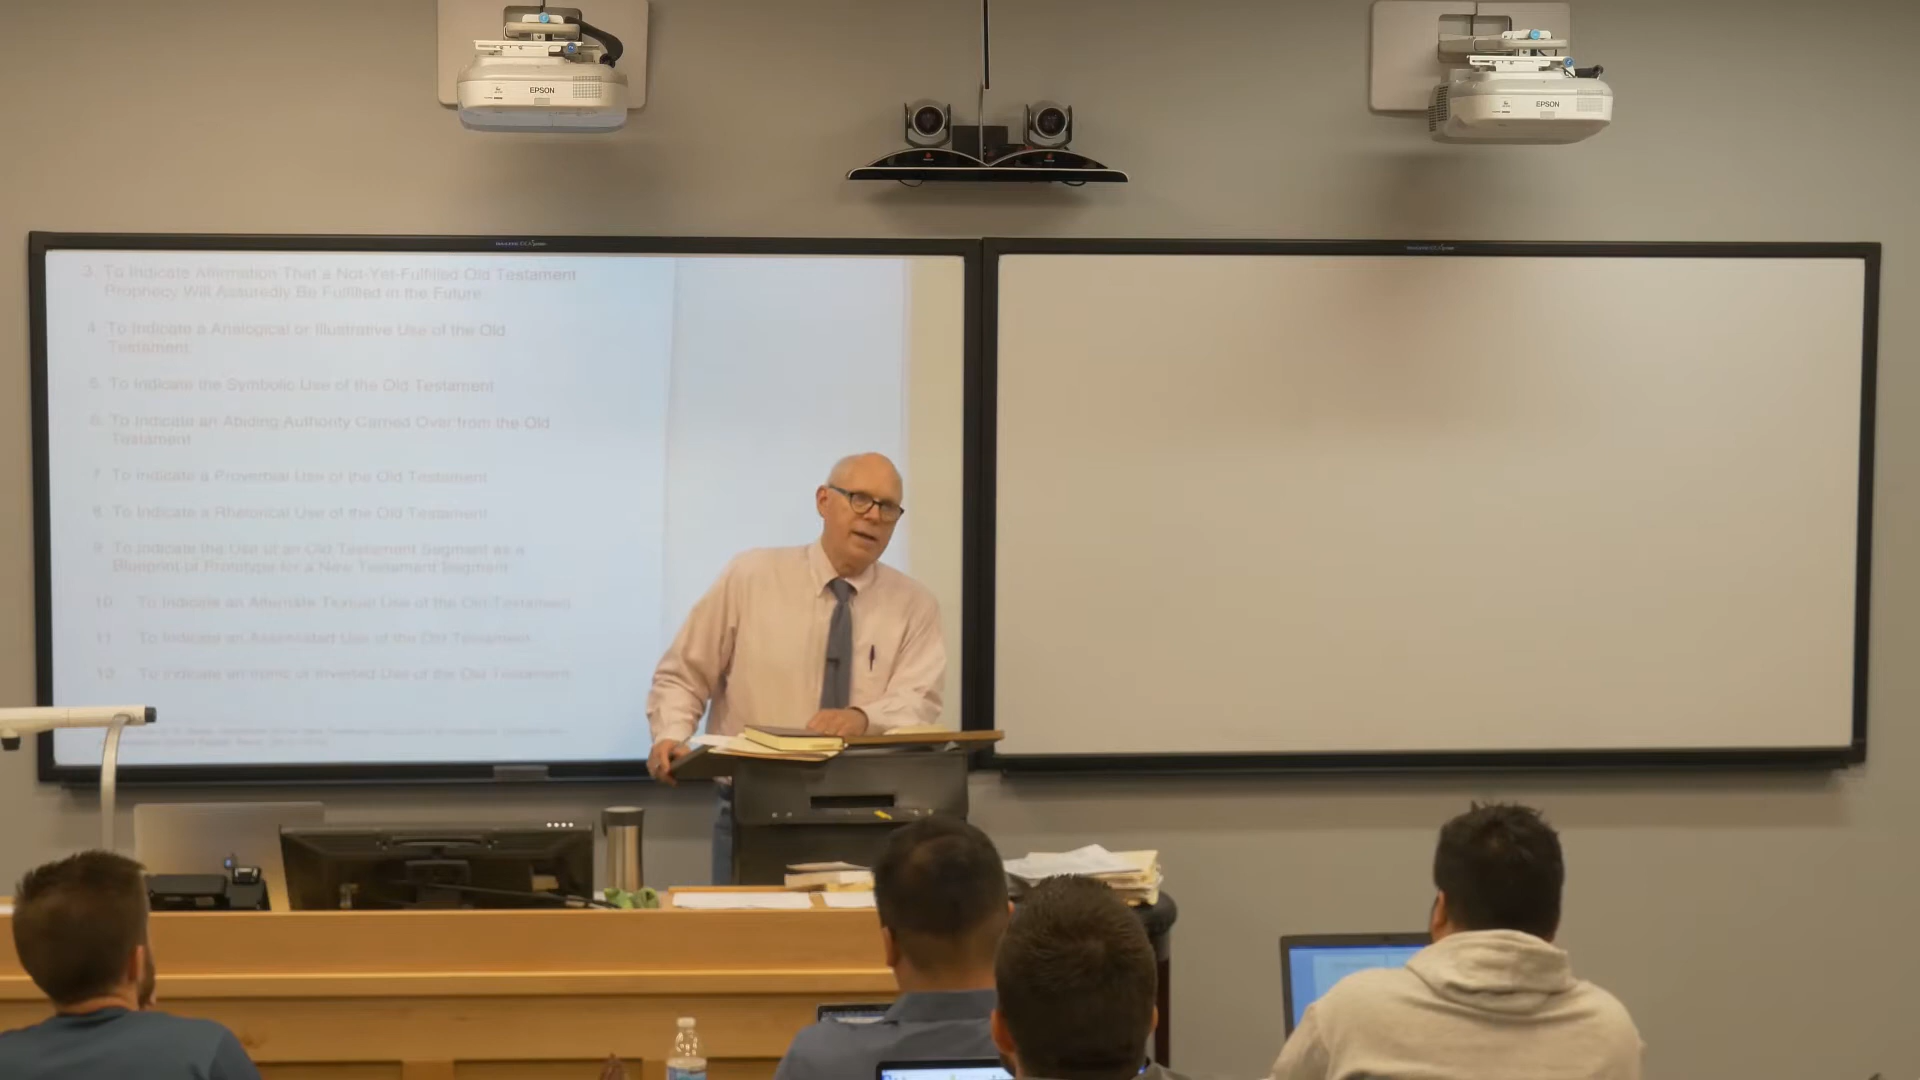 EPSON
EPSON
3. To Indicate Affirmation That a Not-Yet-Fulfilled Old Testament
Prophecy Will Assuredly Be Fulfilled in the Future
4. To Indicate a Analogical or Illustrative Use of the Old
Testament
5. To Indicate the Symbolic Use of the Old Testament
6. To Indicate an Abiding Authority Carried Over from the Old
Testament
7. To Indicate a Proverbial Use of the Old Testament
8. To Indicate a Rhetorical Use of the Old Testament
9. To Indicate the Use of an Old Testament Segment as a
Blueprint or Prototype for a New Testament Segment
10. To Indicate an Alternate Textual Use of the Old Testament
11. To Indicate an Assimilated Use of the Old Testament
12. To Indicate an Ironic or Inverted Use of the Old Testament